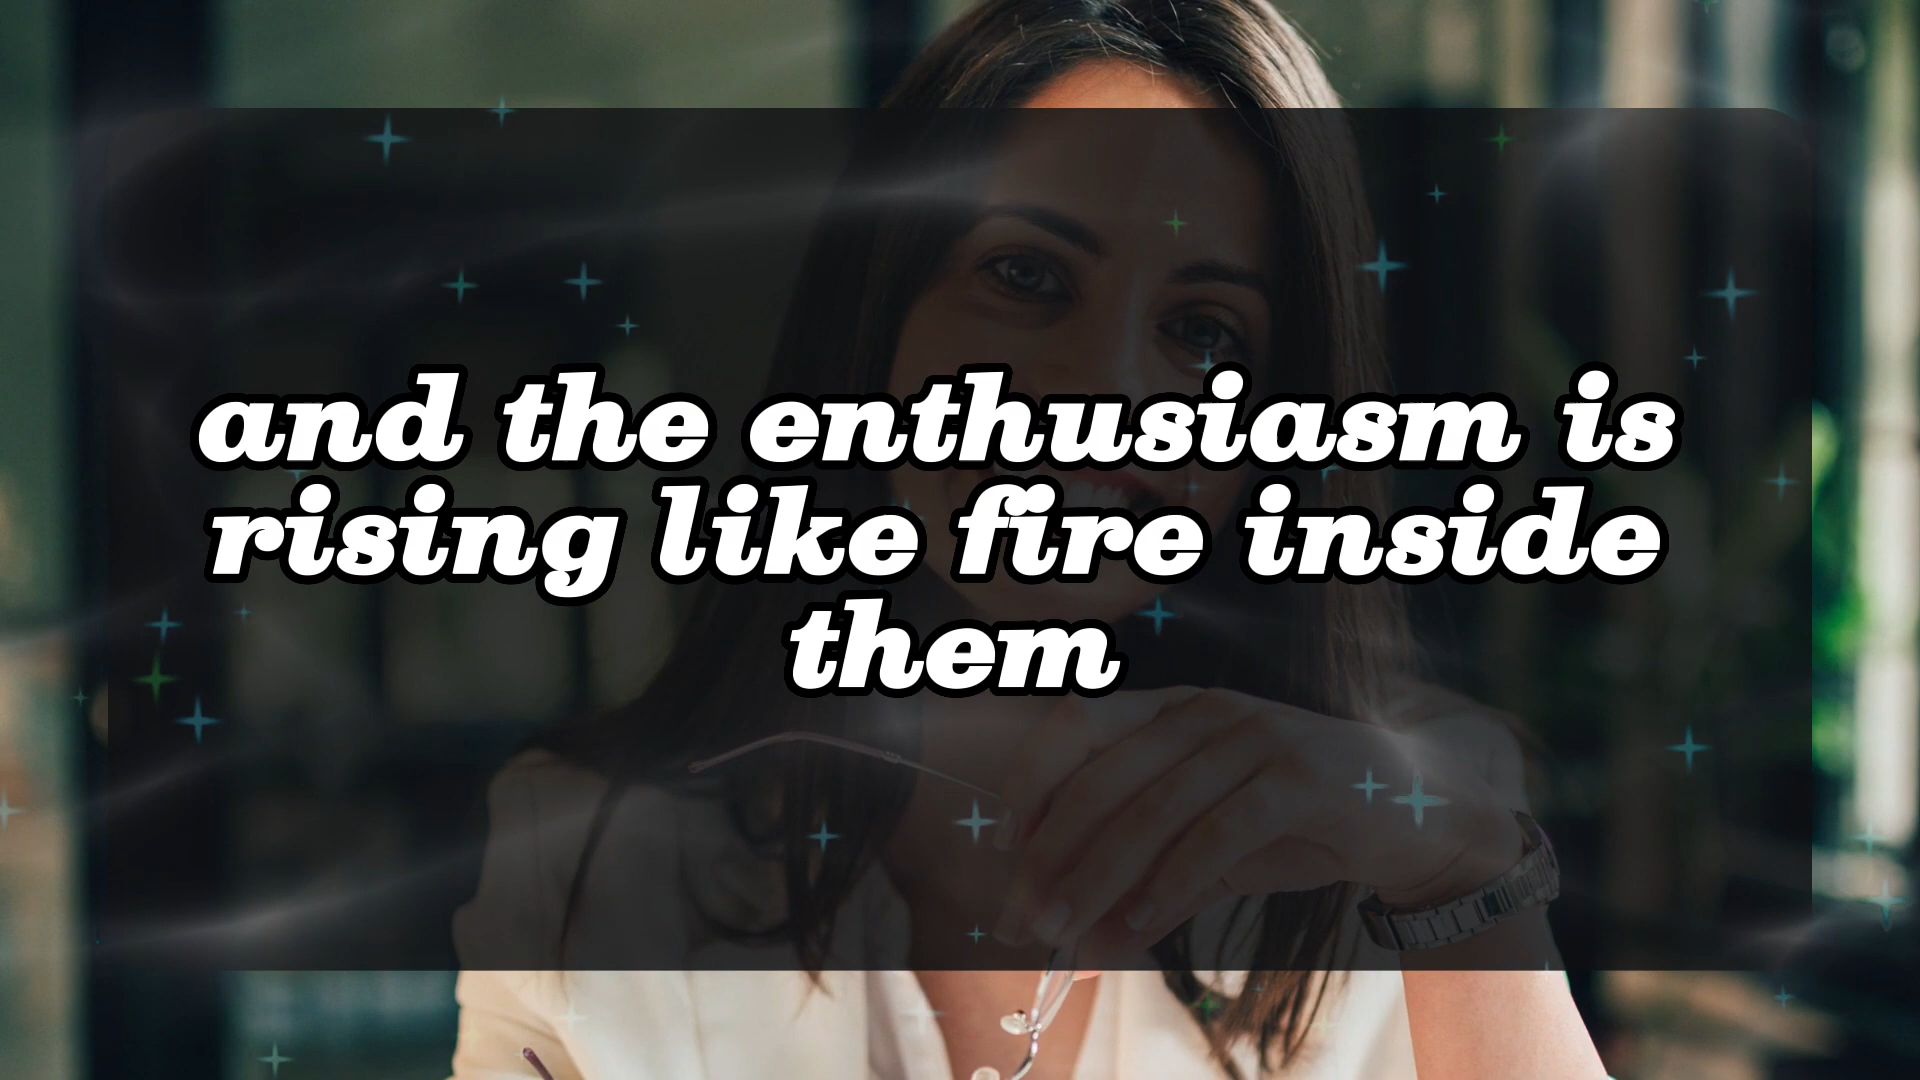 and the enthusiasm is
rising like fire inside
them